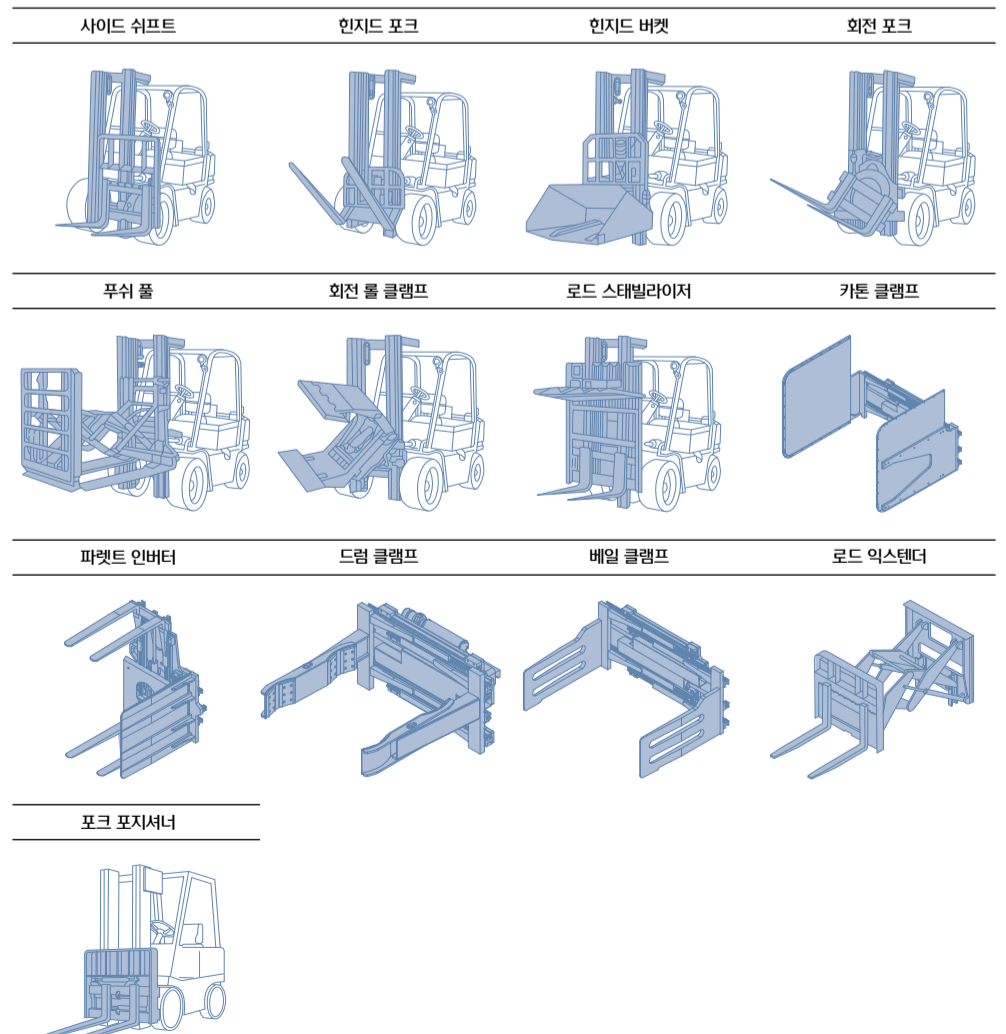 사이드 쉬프트
힌지드 포크
힌지드 버켓
회전 포크
푸쉬 풀
회전 롤 클램프
로드 스태빌라이저
카톤 클램프
파렛트 인버터
드럼 클램프
베일 클램프
로드 익스텐더
포크 포지셔너